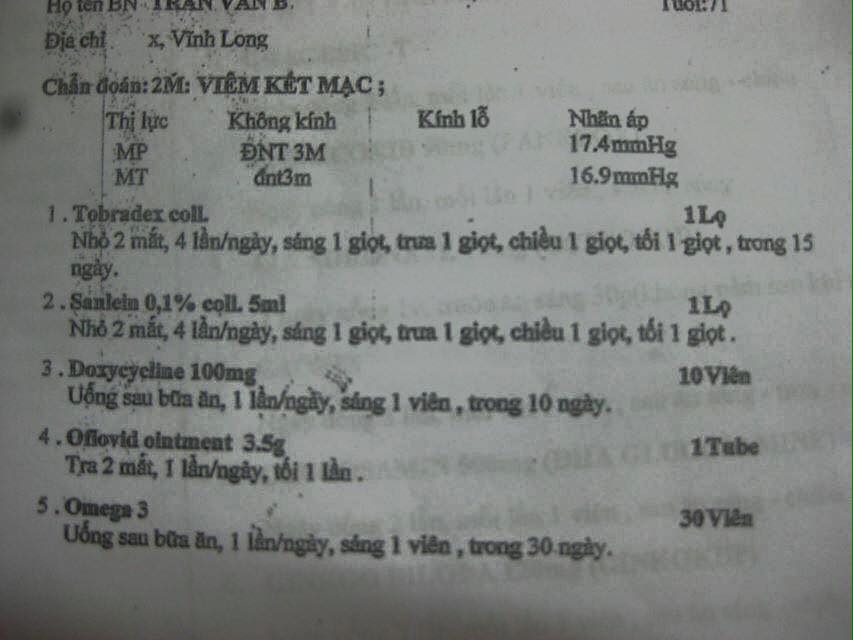 Họ tên BN TRẦN VĂN B. Tuổi:71
Địa chỉ x, Vĩnh Long
Chẩn đoán: 2M: VIÊM KẾT MẠC ;
Thị lực Không kính Kính lỗ Nhãn áp
MP ĐNT 3M 17.4mmHg
MT đnt3m 16.9mmHg
1 . Tobradex coll. 1 Lọ
Nhỏ 2 mắt, 4 lần/ngày, sáng 1 giọt, trưa 1 giọt, chiều 1 giọt, tối 1 giọt , trong 15
ngày.
2 . Sanlein 0,1% coll. 5ml 1 Lọ
Nhỏ 2 mắt, 4 lần/ngày, sáng 1 giọt, trưa 1 giọt, chiều 1 giọt, tối 1 giọt .
3 . Doxycycline 100mg 10 Viên
Uống sau bữa ăn, 1 lần/ngày, sáng 1 viên , trong 10 ngày.
4 . Oflovid ointment 3.5g 1 Tube
Tra 2 mắt, 1 lần/ngày, tối 1 lần .
5 . Omega 3 30 Viên
Uống sau bữa ăn, 1 lần/ngày, sáng 1 viên , trong 30 ngày.